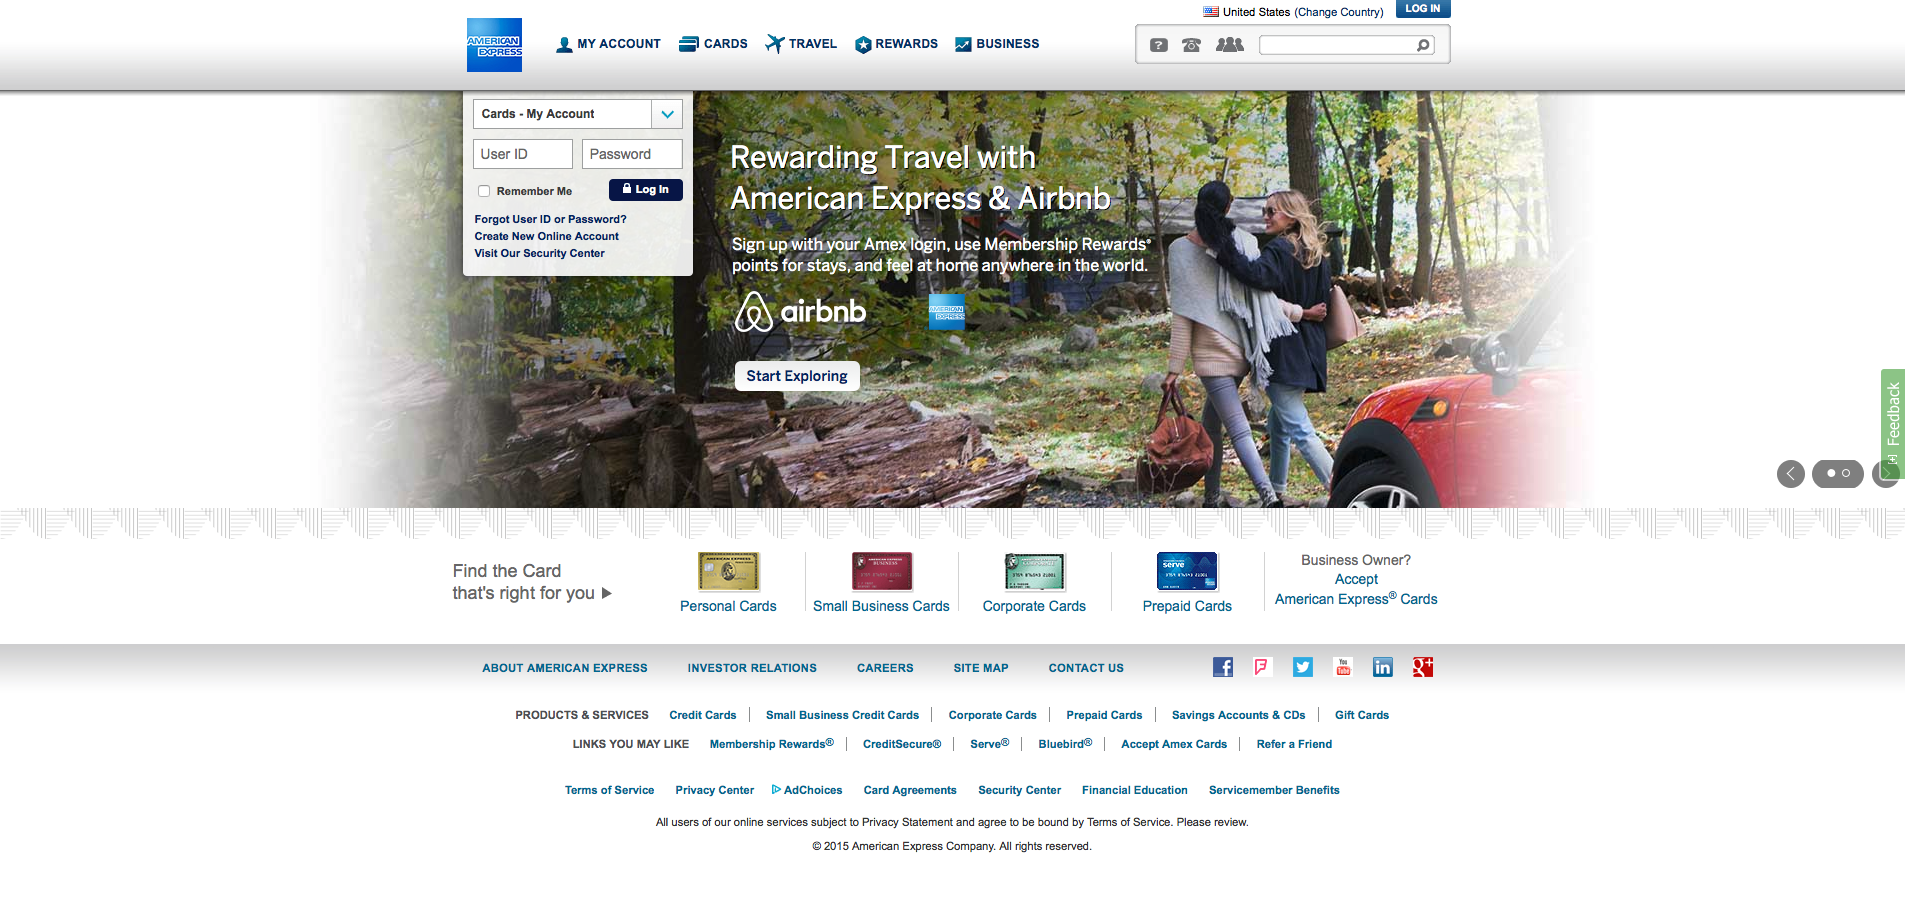 United States (Change Country)
LOG IN
AMERICAN
EXPRESS
MY ACCOUNT
CARDS
TRAVEL
REWARDS
BUSINESS
?
Cards - My Account
User ID
Password
Remember Me
Log In
Forgot User ID or Password?
Create New Online Account
Visit Our Security Center
Rewarding Travel with
American Express & Airbnb
Sign up with your Amex login, use Membership Rewards®
points for stays, and feel at home anywhere in the world.
airbnb
AMERICAN
EXPRESS
Start Exploring
[+] Feedback
Find the Card
that's right for you
AMERICAN EXPRESS
BUSINESS
serve
Personal Cards
Small Business Cards
Corporate Cards
Prepaid Cards
Business Owner?
Accept
American Express® Cards
ABOUT AMERICAN EXPRESS
INVESTOR RELATIONS
CAREERS
SITE MAP
CONTACT US
f
You
Tube
in
g+
PRODUCTS & SERVICES
Credit Cards
Small Business Credit Cards
Corporate Cards
Prepaid Cards
Savings Accounts & CDs
Gift Cards
LINKS YOU MAY LIKE
Membership Rewards®
CreditSecure®
Serve®
Bluebird®
Accept Amex Cards
Refer a Friend
Terms of Service
Privacy Center
AdChoices
Card Agreements
Security Center
Financial Education
Servicemember Benefits
All users of our online services subject to Privacy Statement and agree to be bound by Terms of Service. Please review.
© 2015 American Express Company. All rights reserved.